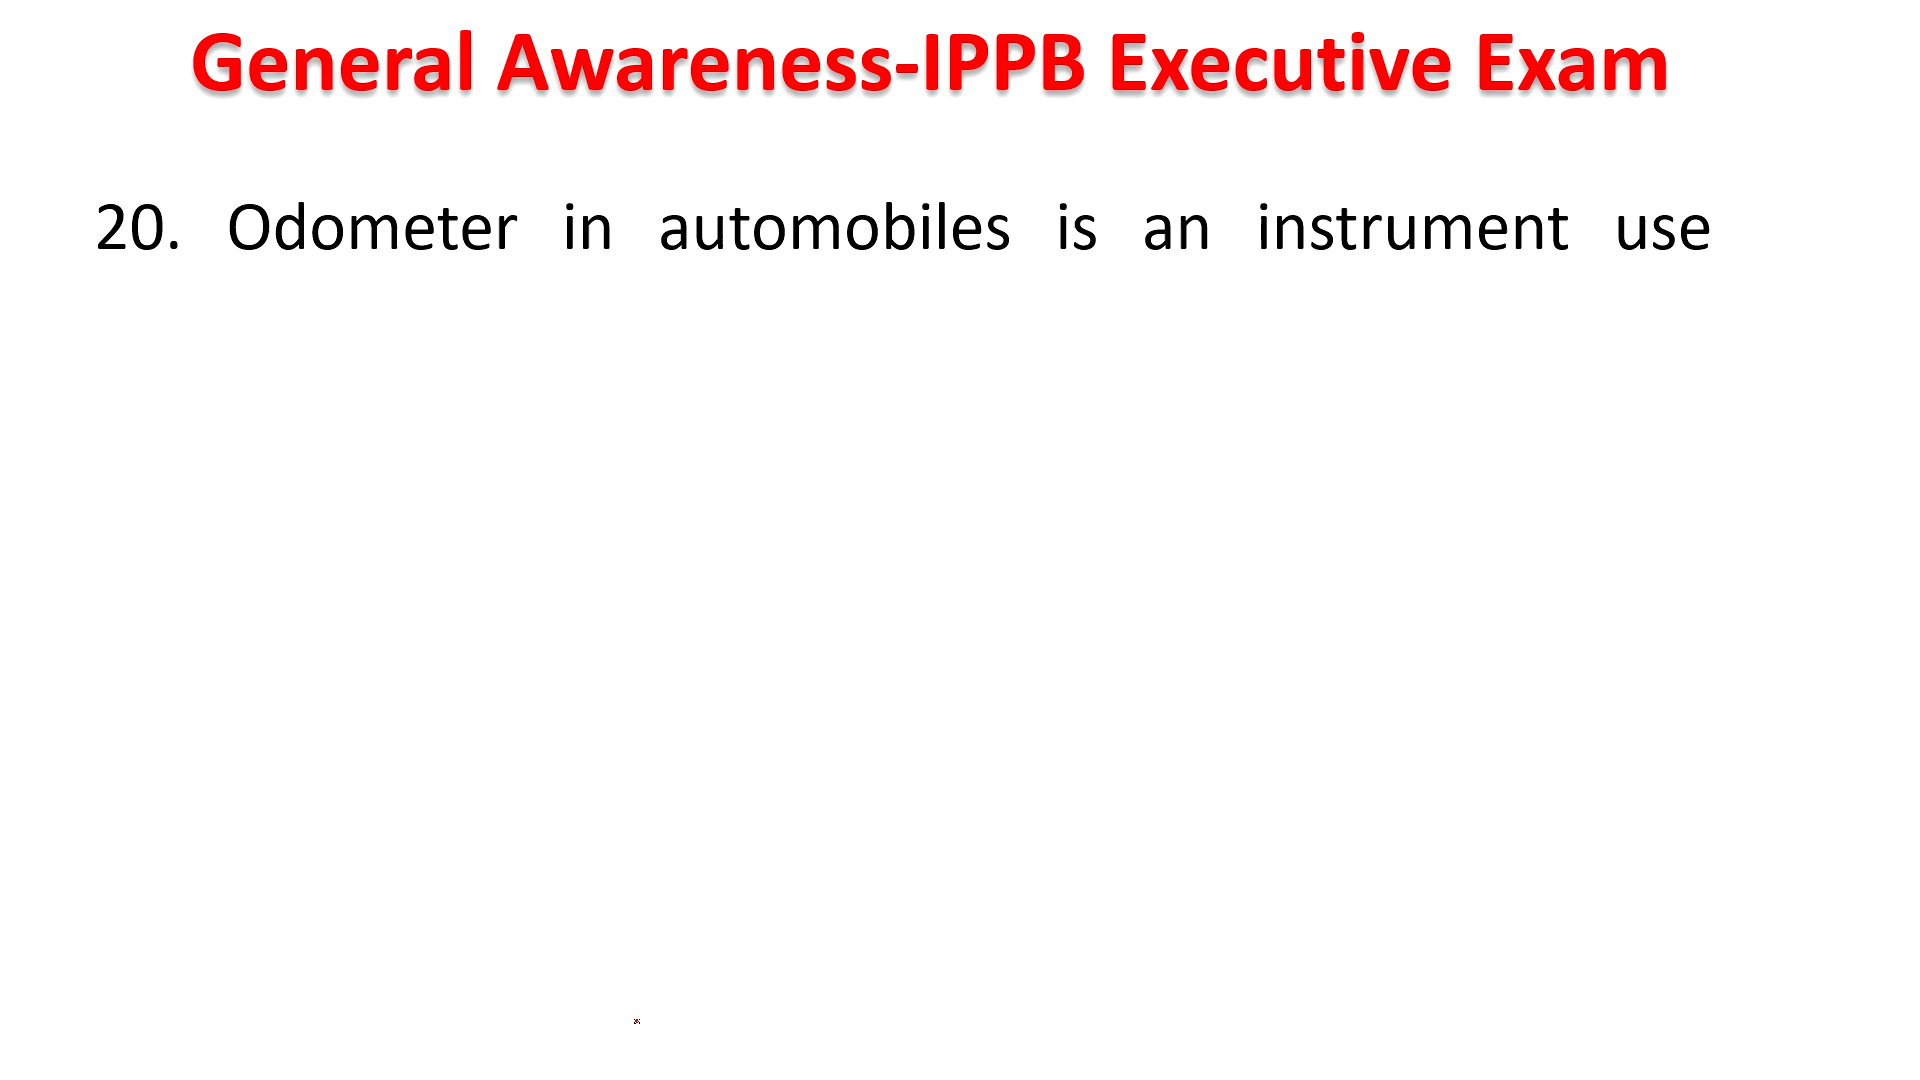 General Awareness-IPPB Executive Exam
20. Odometer in automobiles is an instrument use